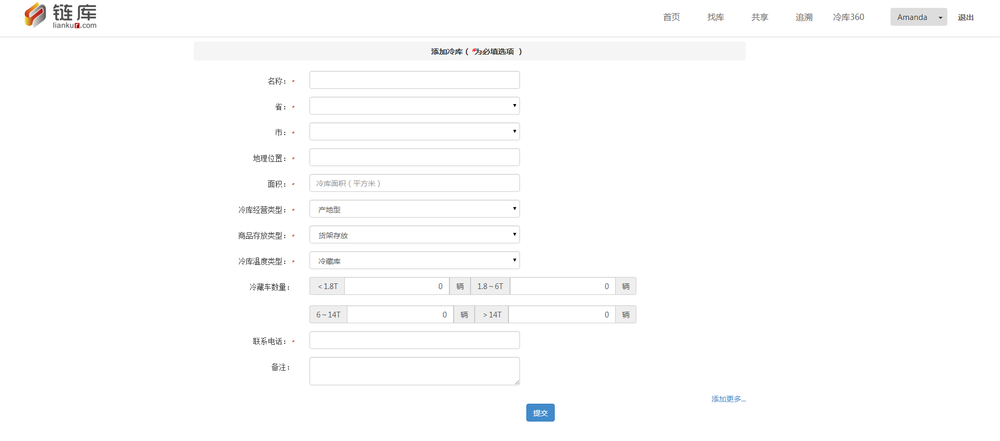 链库
liankur.com
首页 找库 共享 追溯 冷库360 Amanda 退出
添加冷库（ *为必填选项 ）
名称： *
省： *
市： *
地理位置： *
面积： * 冷库面积（平方米）
冷库经营类型： * 产地型
商品存放类型： * 货架存放
冷库温度类型： * 冷藏库
冷藏车数量： ＜1.8T 0 辆 1.8～6T 0 辆
6～14T 0 辆 ＞14T 0 辆
联系电话： *
备注：
添加更多...
提交